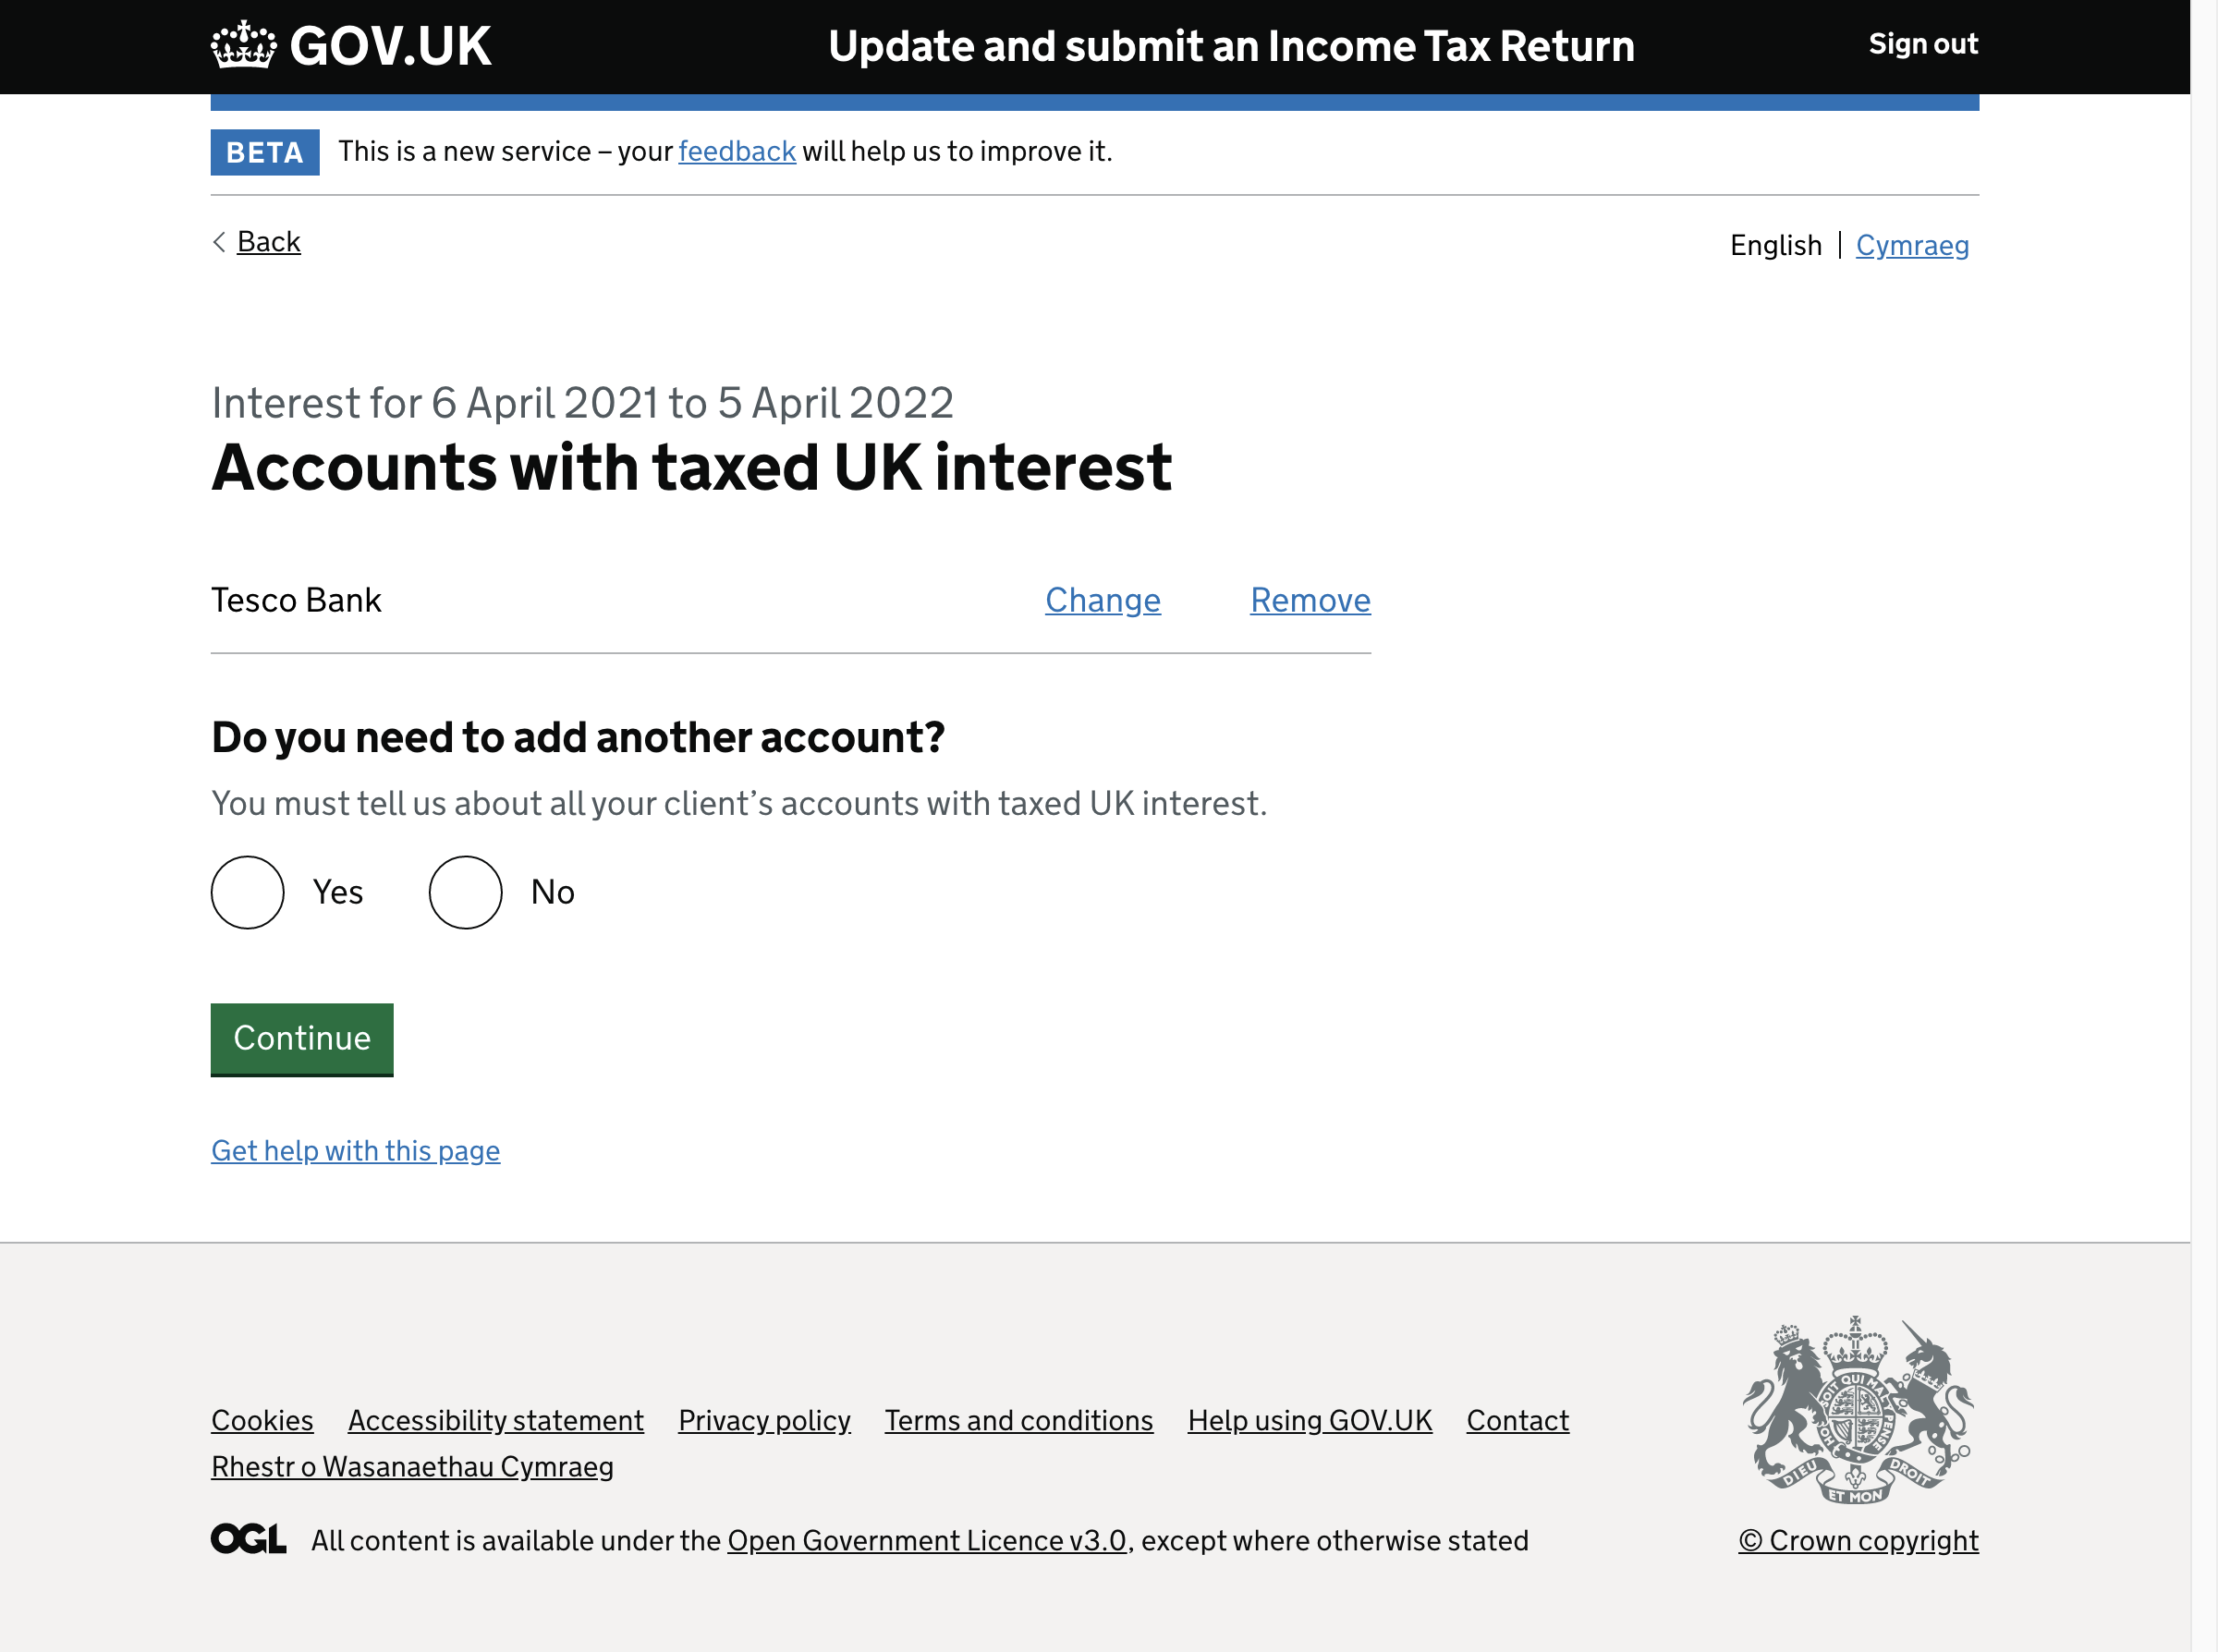 GOV.UK
Update and submit an Income Tax Return
Sign out
BETA
This is a new service – your feedback will help us to improve it.
Back
English
Cymraeg
Interest for 6 April 2021 to 5 April 2022
Accounts with taxed UK interest
Tesco Bank
Change
Remove
Do you need to add another account?
You must tell us about all your client’s accounts with taxed UK interest.
Yes
No
Continue
Get help with this page
Cookies
Accessibility statement
Privacy policy
Terms and conditions
Help using GOV.UK
Contact
Rhestr o Wasanaethau Cymraeg
DIEU ET MON DROIT
OGL
All content is available under the Open Government Licence v3.0, except where otherwise stated
© Crown copyright